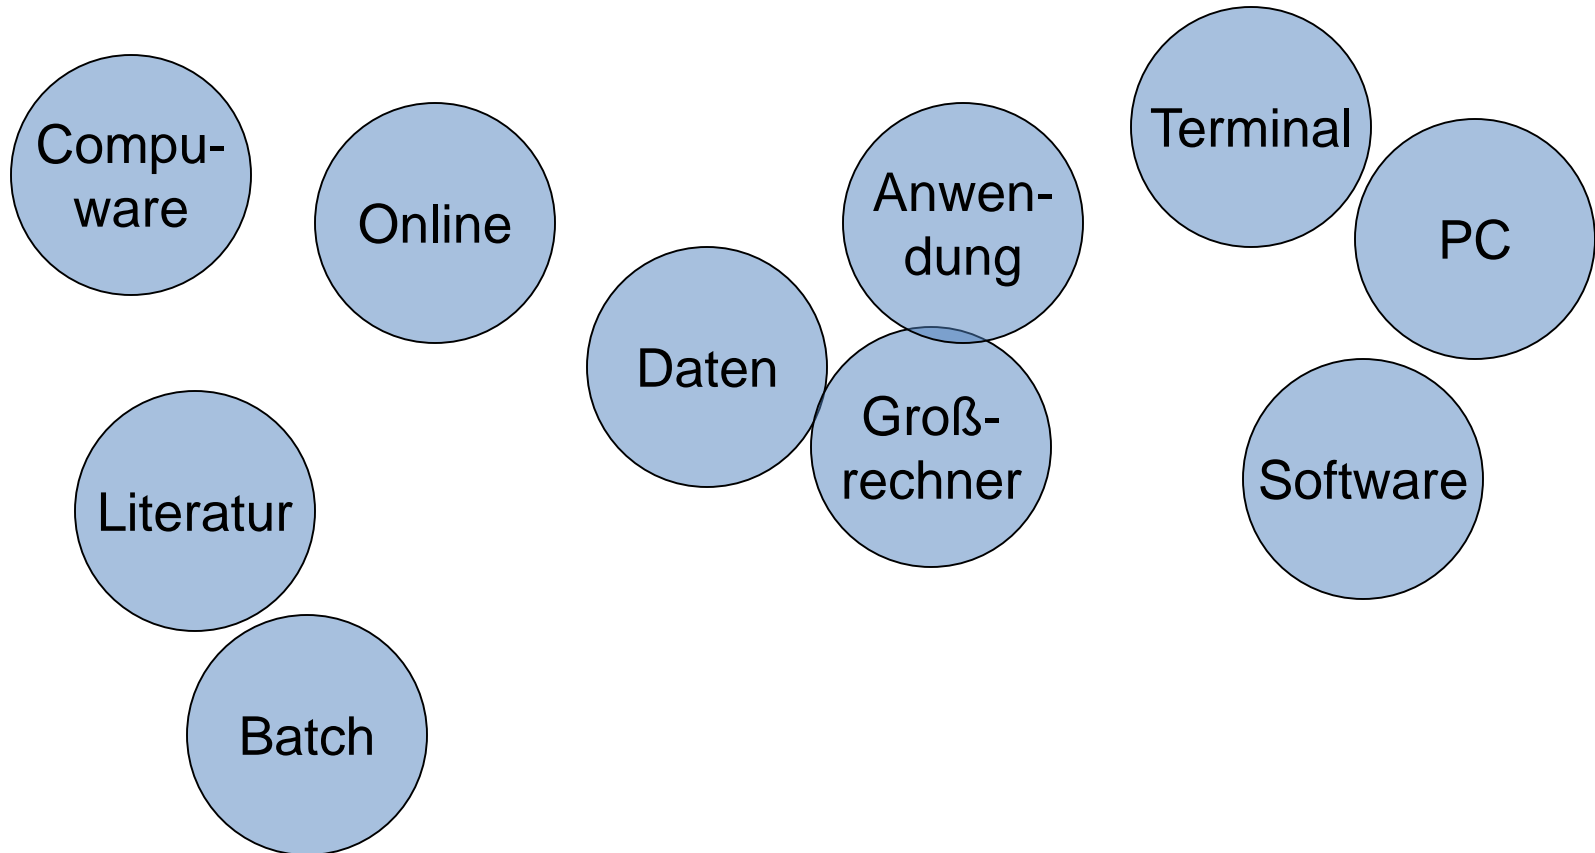 Compu-
ware
Online
Anwen-
dung
Terminal
PC
Daten
Groß-
rechner
Software
Literatur
Batch